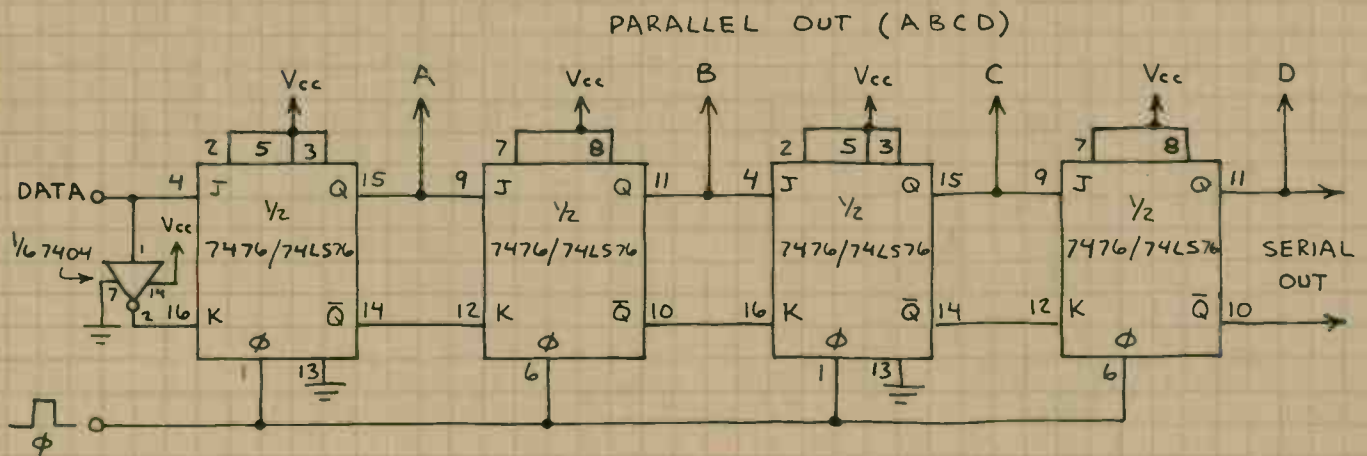 PARALLEL OUT (ABCD)
Vcc A Vcc B Vcc C Vcc D
2 5 3 7 8 2 5 3 7 8
DATA 4 J Q 15 9 J Q 11 4 J Q 15 9 J Q 11
1/2 1/2 1/2 1/2
1/6 7404 1 Vcc 7476/74LS76 7476/74LS76 7476/74LS76 7476/74LS76 SERIAL
7 14 OUT
2 16 K Q̅ 14 12 K Q̅ 10 16 K Q̅ 14 12 K Q̅ 10
ϕ ϕ ϕ ϕ
1 13 6 1 13 6
ϕ